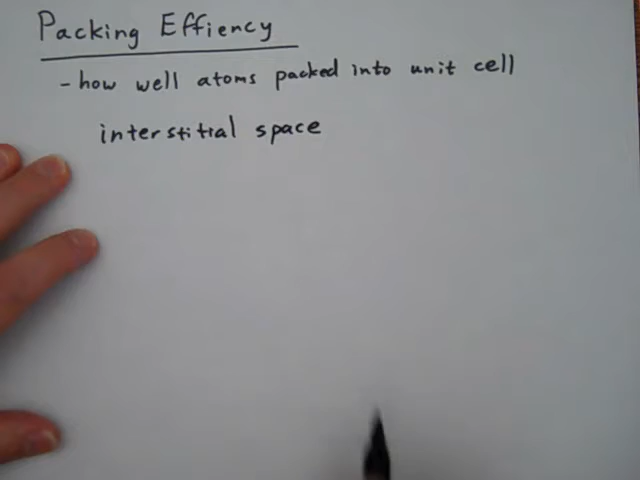 Packing Effiency
- how well atoms packed into unit cell
interstitial space